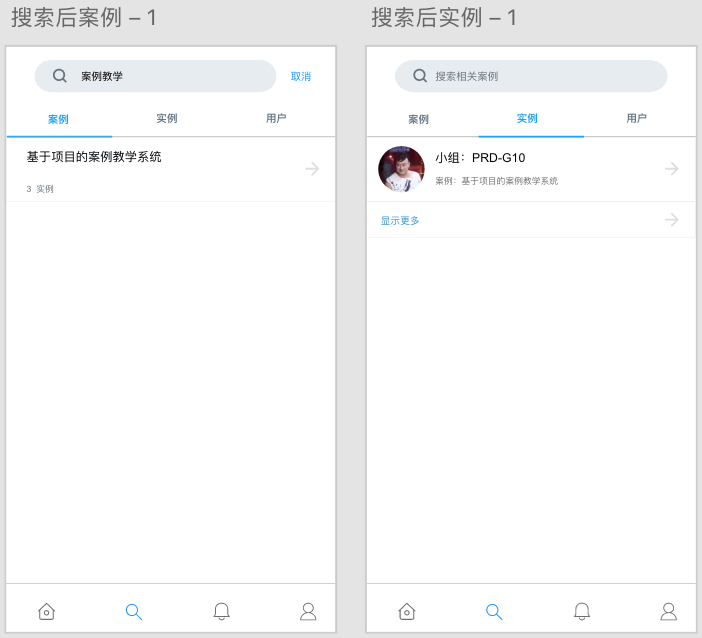 搜索后案例 – 1
案例教学
取消
案例
实例
用户
基于项目的案例教学系统
3 实例
搜索后实例 – 1
搜索相关案例
案例
实例
用户
小组：PRD-G10
案例：基于项目的案例教学系统
显示更多